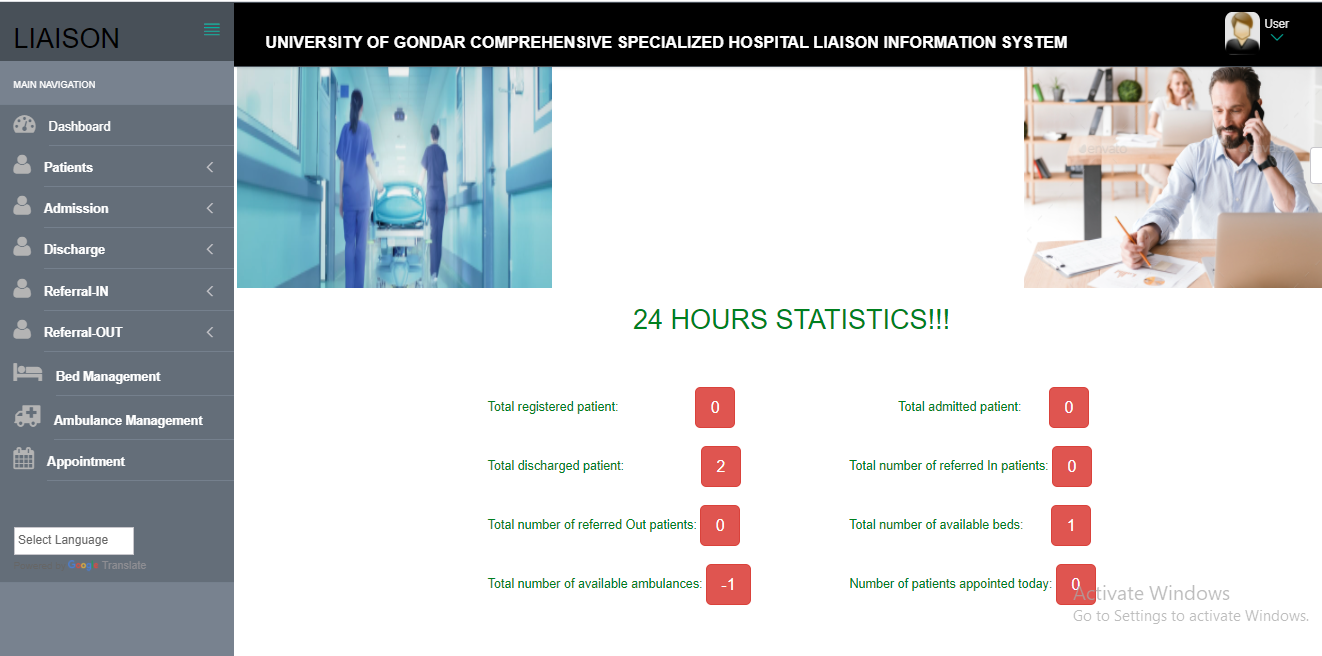 LIAISON
UNIVERSITY OF GONDAR COMPREHENSIVE SPECIALIZED HOSPITAL LIAISON INFORMATION SYSTEM
User
MAIN NAVIGATION
Dashboard
Patients
Admission
Discharge
Referral-IN
Referral-OUT
Bed Management
Ambulance Management
Appointment
Select Language
Powered by Google Translate
envato
24 HOURS STATISTICS!!!
Total registered patient: 0
Total admitted patient: 0
Total discharged patient: 2
Total number of referred In patients: 0
Total number of referred Out patients: 0
Total number of available beds: 1
Total number of available ambulances: -1
Number of patients appointed today: 0
Activate Windows
Go to Settings to activate Windows.